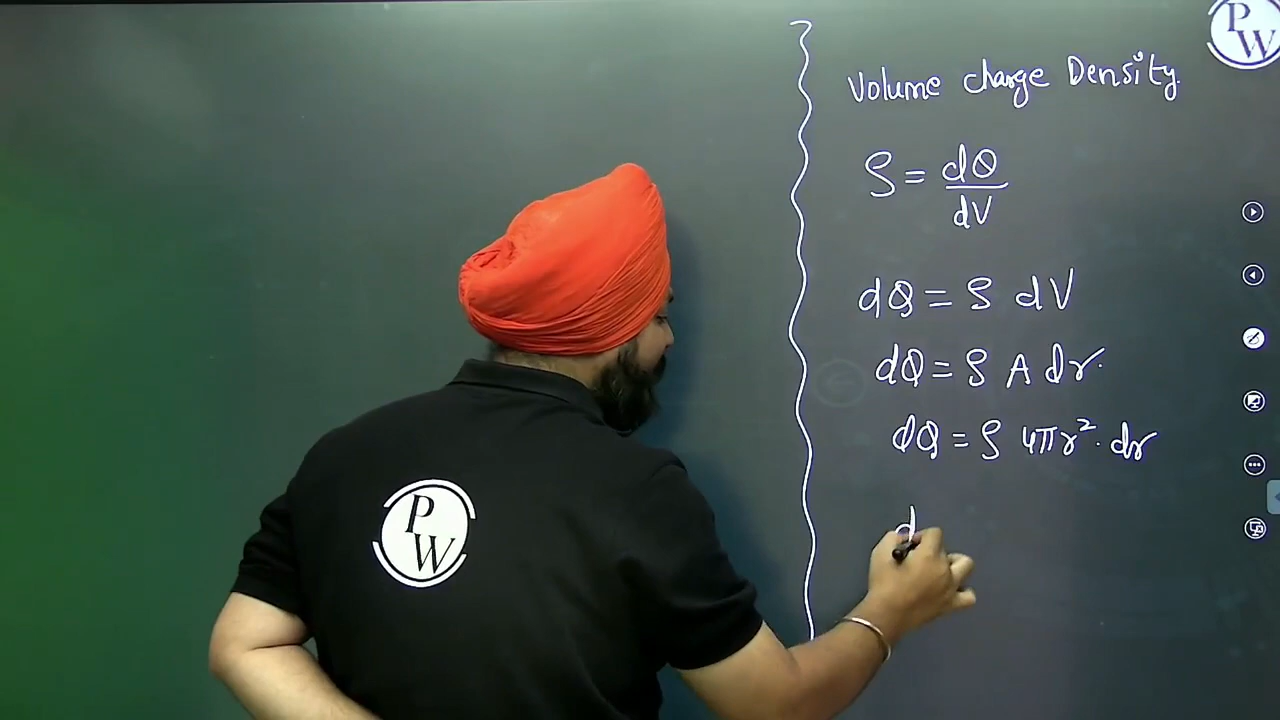 PW
Volume charge Density
ρ = dQ/dV
dQ = ρ dV
dQ = ρ A dr.
dQ = ρ 4πr². dr
d
PW